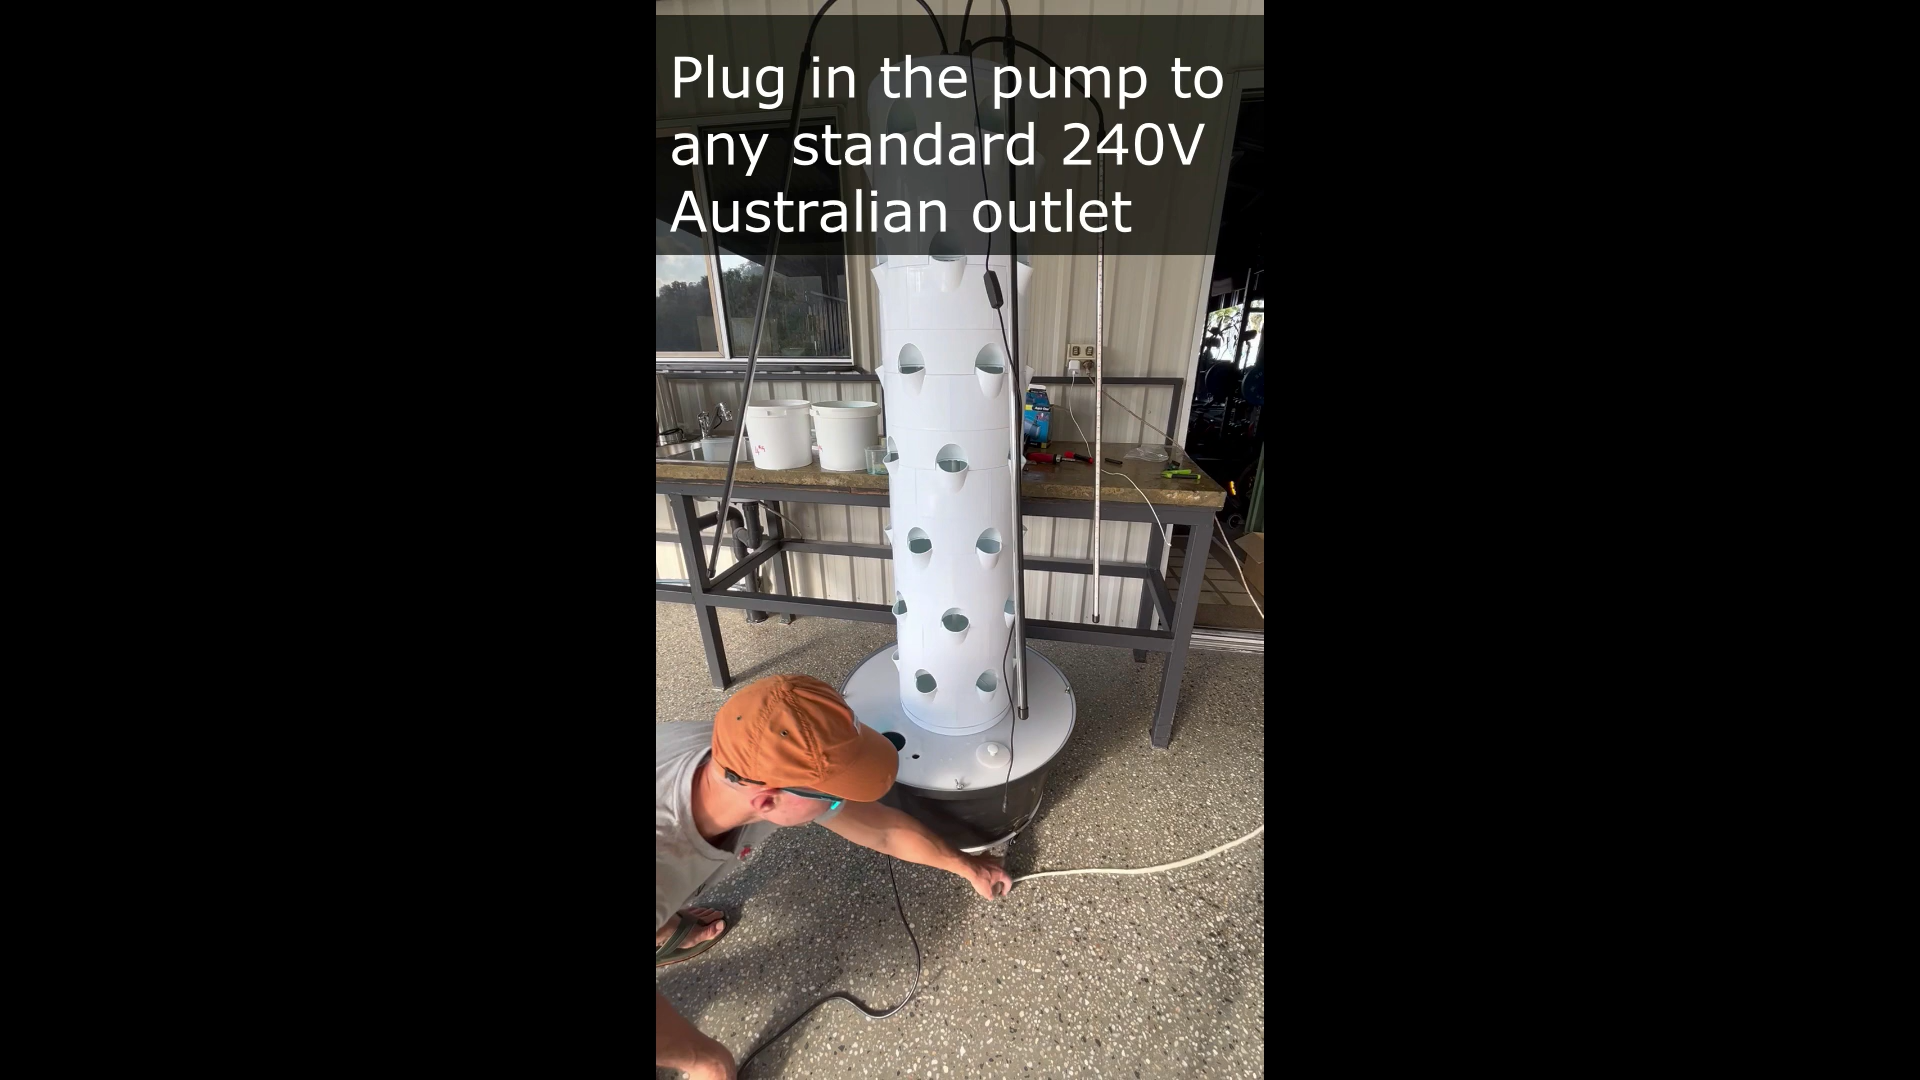 Plug in the pump to
any standard 240V
Australian outlet